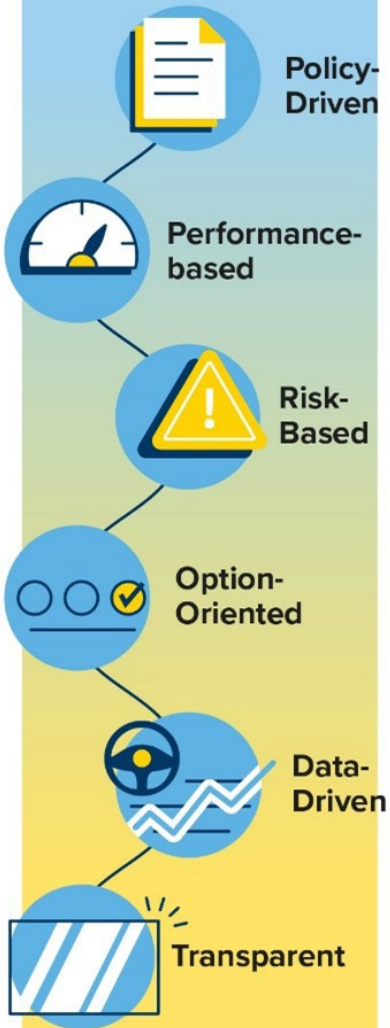 Policy-
Driven
Performance-
based
Risk-
Based
Option-
Oriented
Data-
Driven
Transparent